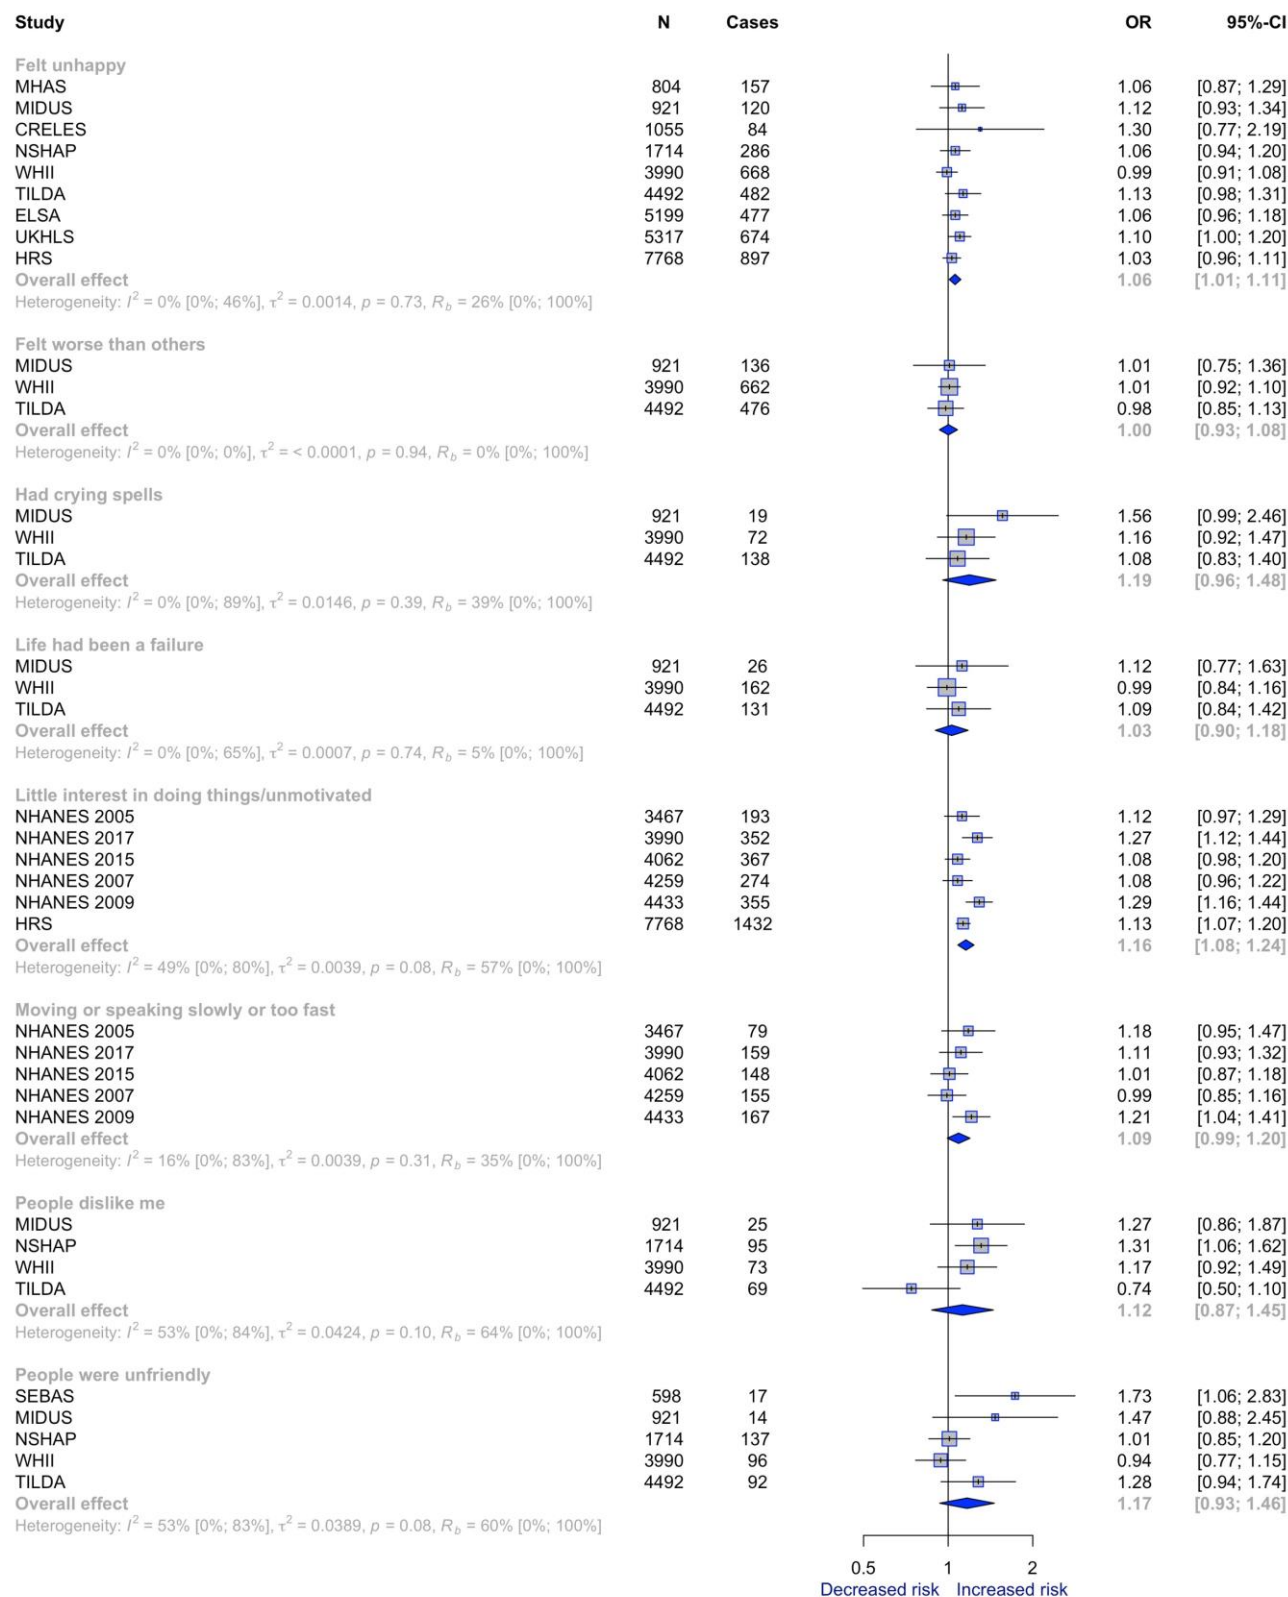 Study N Cases OR 95%-CI
Felt unhappy
MHAS 804 157 1.06 [0.87; 1.29]
MIDUS 921 120 1.12 [0.93; 1.34]
CRELES 1055 84 1.30 [0.77; 2.19]
NSHAP 1714 286 1.06 [0.94; 1.20]
WHII 3990 668 0.99 [0.91; 1.08]
TILDA 4492 482 1.13 [0.98; 1.31]
ELSA 5199 477 1.06 [0.96; 1.18]
UKHLS 5317 674 1.10 [1.00; 1.20]
HRS 7768 897 1.03 [0.96; 1.11]
Overall effect 1.06 [1.01; 1.11]
Heterogeneity: I² = 0% [0%; 46%], τ² = 0.0014, p = 0.73, R_b = 26% [0%; 100%]
Felt worse than others
MIDUS 921 136 1.01 [0.75; 1.36]
WHII 3990 662 1.01 [0.92; 1.10]
TILDA 4492 476 0.98 [0.85; 1.13]
Overall effect 1.00 [0.93; 1.08]
Heterogeneity: I² = 0% [0%; 0%], τ² = < 0.0001, p = 0.94, R_b = 0% [0%; 100%]
Had crying spells
MIDUS 921 19 1.56 [0.99; 2.46]
WHII 3990 72 1.16 [0.92; 1.47]
TILDA 4492 138 1.08 [0.83; 1.40]
Overall effect 1.19 [0.96; 1.48]
Heterogeneity: I² = 0% [0%; 89%], τ² = 0.0146, p = 0.39, R_b = 39% [0%; 100%]
Life had been a failure
MIDUS 921 26 1.12 [0.77; 1.63]
WHII 3990 162 0.99 [0.84; 1.16]
TILDA 4492 131 1.09 [0.84; 1.42]
Overall effect 1.03 [0.90; 1.18]
Heterogeneity: I² = 0% [0%; 65%], τ² = 0.0007, p = 0.74, R_b = 5% [0%; 100%]
Little interest in doing things/unmotivated
NHANES 2005 3467 193 1.12 [0.97; 1.29]
NHANES 2017 3990 352 1.27 [1.12; 1.44]
NHANES 2015 4062 367 1.08 [0.98; 1.20]
NHANES 2007 4259 274 1.08 [0.96; 1.22]
NHANES 2009 4433 355 1.29 [1.16; 1.44]
HRS 7768 1432 1.13 [1.07; 1.20]
Overall effect 1.16 [1.08; 1.24]
Heterogeneity: I² = 49% [0%; 80%], τ² = 0.0039, p = 0.08, R_b = 57% [0%; 100%]
Moving or speaking slowly or too fast
NHANES 2005 3467 79 1.18 [0.95; 1.47]
NHANES 2017 3990 159 1.11 [0.93; 1.32]
NHANES 2015 4062 148 1.01 [0.87; 1.18]
NHANES 2007 4259 155 0.99 [0.85; 1.16]
NHANES 2009 4433 167 1.21 [1.04; 1.41]
Overall effect 1.09 [0.99; 1.20]
Heterogeneity: I² = 16% [0%; 83%], τ² = 0.0039, p = 0.31, R_b = 35% [0%; 100%]
People dislike me
MIDUS 921 25 1.27 [0.86; 1.87]
NSHAP 1714 95 1.31 [1.06; 1.62]
WHII 3990 73 1.17 [0.92; 1.49]
TILDA 4492 69 0.74 [0.50; 1.10]
Overall effect 1.12 [0.87; 1.45]
Heterogeneity: I² = 53% [0%; 84%], τ² = 0.0424, p = 0.10, R_b = 64% [0%; 100%]
People were unfriendly
SEBAS 598 17 1.73 [1.06; 2.83]
MIDUS 921 14 1.47 [0.88; 2.45]
NSHAP 1714 137 1.01 [0.85; 1.20]
WHII 3990 96 0.94 [0.77; 1.15]
TILDA 4492 92 1.28 [0.94; 1.74]
Overall effect 1.17 [0.93; 1.46]
Heterogeneity: I² = 53% [0%; 83%], τ² = 0.0389, p = 0.08, R_b = 60% [0%; 100%]
0.5 1 2
Decreased risk Increased risk